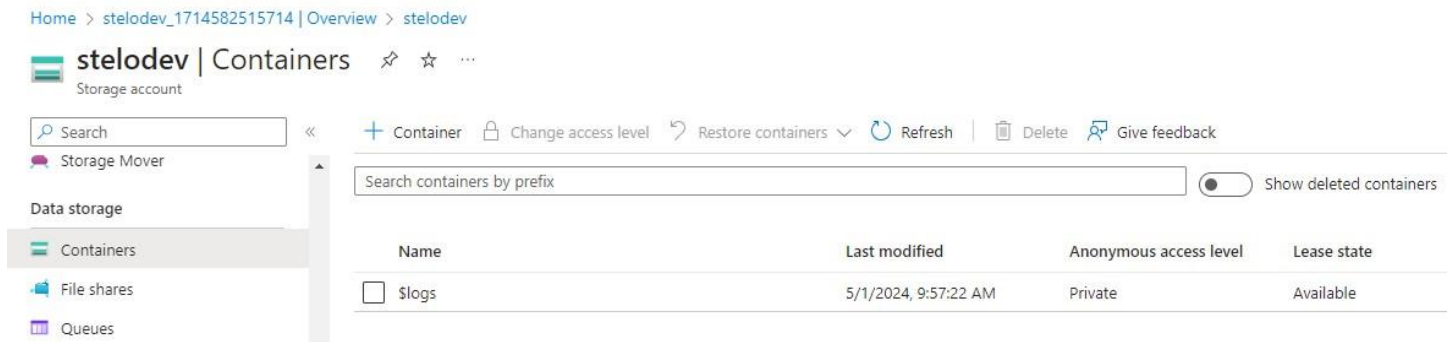 Home > stelodev_1714582515714 | Overview > stelodev
stelodev | Containers
Storage account
Search
Storage Mover
Data storage
Containers
File shares
Queues
Container Change access level Restore containers Refresh Delete Give feedback
Search containers by prefix Show deleted containers
Name Last modified Anonymous access level Lease state
$logs 5/1/2024, 9:57:22 AM Private Available